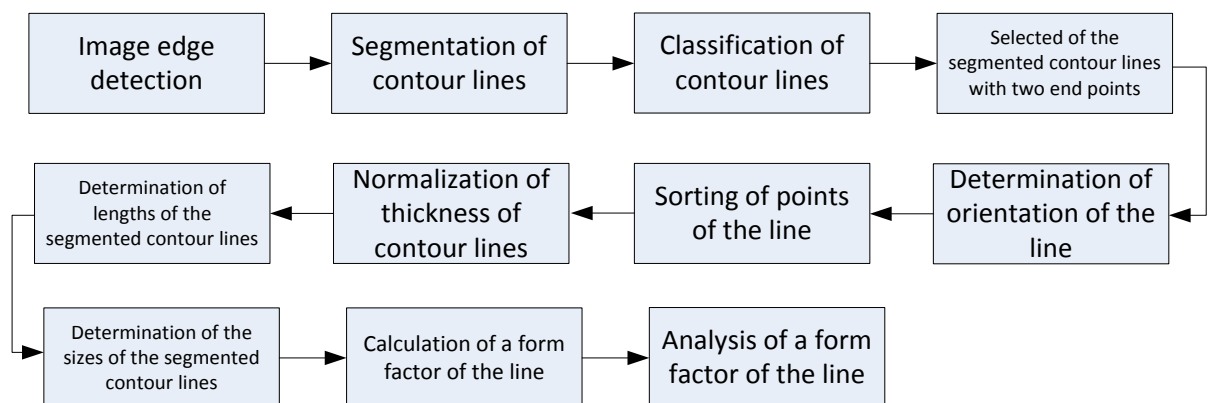 Image edge
detection
Segmentation of
contour lines
Classification of
contour lines
Selected of the
segmented contour lines
with two end points
Determination of
orientation of the
line
Sorting of points
of the line
Normalization of
thickness of
contour lines
Determination of
lengths of the
segmented contour lines
Determination of the
sizes of the segmented
contour lines
Calculation of a form
factor of the line
Analysis of a form
factor of the line